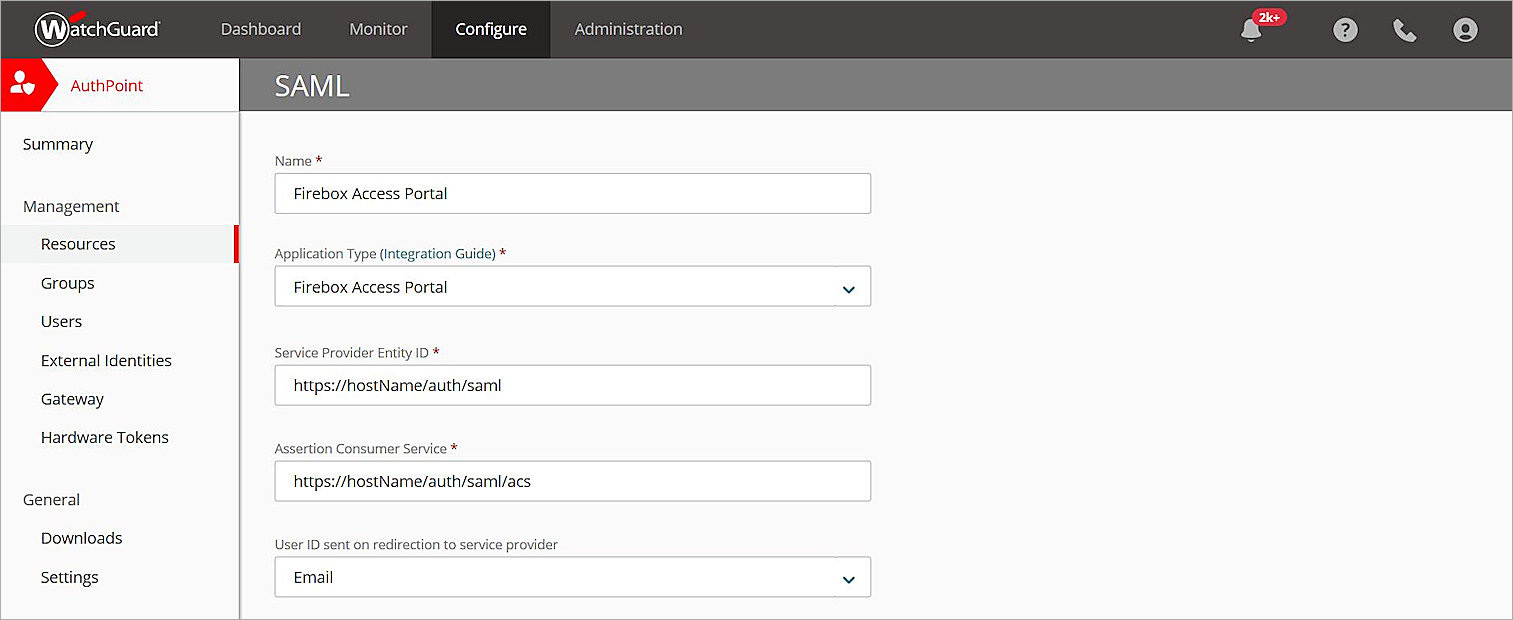 WatchGuard Dashboard Monitor Configure Administration 2k+ ?
AuthPoint
SAML
Summary
Management
Resources
Groups
Users
External Identities
Gateway
Hardware Tokens
General
Downloads
Settings
Name *
Firebox Access Portal
Application Type (Integration Guide) *
Firebox Access Portal
Service Provider Entity ID *
https://hostName/auth/saml
Assertion Consumer Service *
https://hostName/auth/saml/acs
User ID sent on redirection to service provider
Email